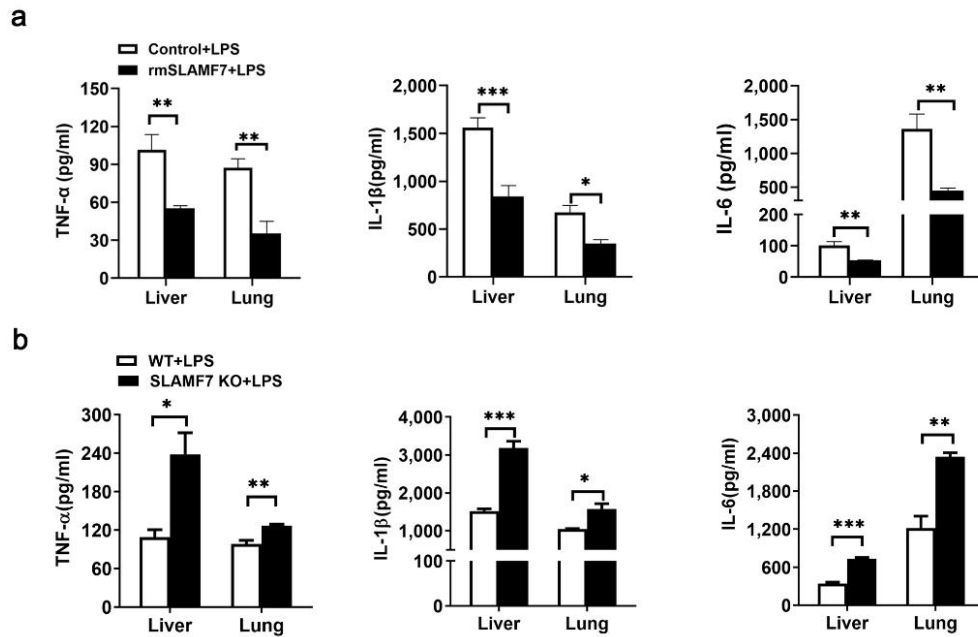 a
Control+LPS
rmSLAMF7+LPS
TNF-α (pg/ml)
150
120
90
60
30
0
**
**
Liver
Lung
IL-1β(pg/ml)
2,000
1,500
1,000
500
0
***
*
Liver
Lung
IL-6 (pg/ml)
2,000
1,500
1,000
500
200
100
0
**
**
Liver
Lung
b
WT+LPS
SLAMF7 KO+LPS
TNF-α(pg/ml)
300
240
180
120
60
0
*
**
Liver
Lung
IL-1β(pg/ml)
4,000
3,000
2,000
1,000
100
0
***
*
Liver
Lung
IL-6(pg/ml)
3,000
2,400
1,800
1,200
600
0
***
**
Liver
Lung